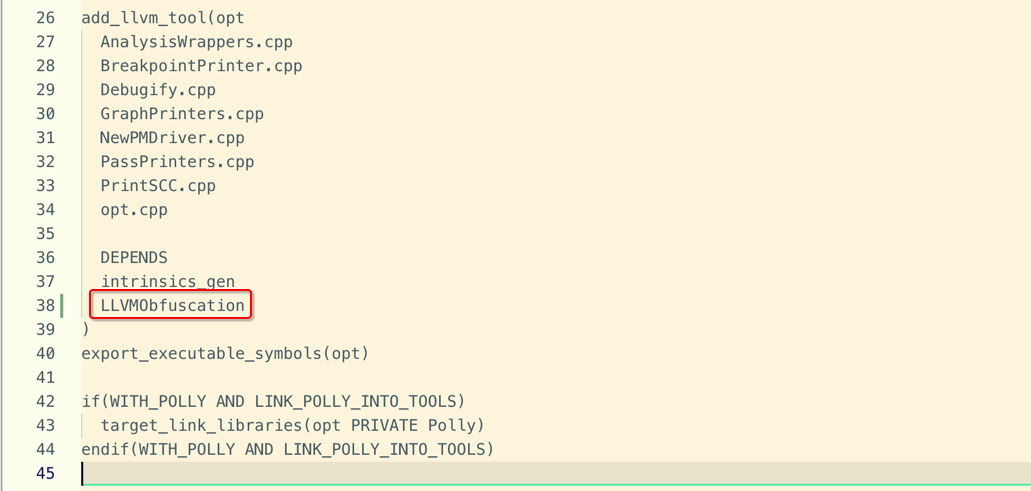 26 add_llvm_tool(opt
27   AnalysisWrappers.cpp
28   BreakpointPrinter.cpp
29   Debugify.cpp
30   GraphPrinters.cpp
31   NewPMDriver.cpp
32   PassPrinters.cpp
33   PrintSCC.cpp
34   opt.cpp
35
36   DEPENDS
37   intrinsics_gen
38   LLVMObfuscation
39 )
40 export_executable_symbols(opt)
41
42 if(WITH_POLLY AND LINK_POLLY_INTO_TOOLS)
43   target_link_libraries(opt PRIVATE Polly)
44 endif(WITH_POLLY AND LINK_POLLY_INTO_TOOLS)
45